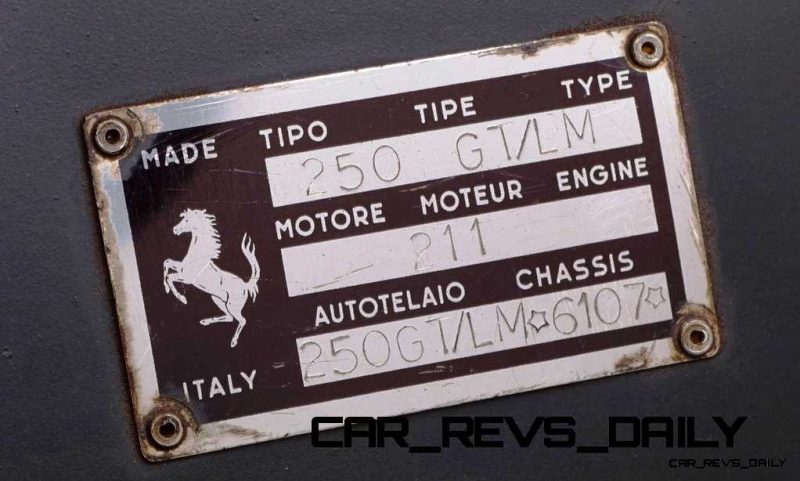 MADE
TIPO TIPE TYPE
250 GT/LM
MOTORE MOTEUR ENGINE
211
AUTOTELAIO CHASSIS
250GT/LM☆6107☆
ITALY
CAR_REVS_DAILY
CAR_REVS_DAILY